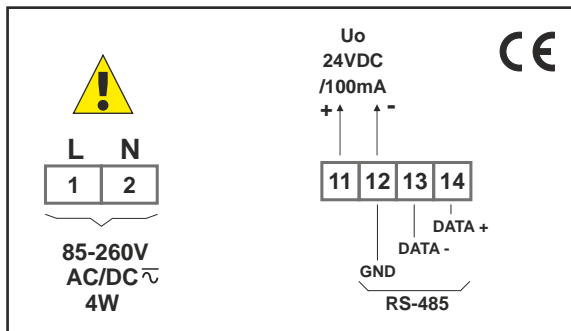 L N
1 2
85-260V
AC/DC
4W
Uo
24VDC
/100mA
+ -
CE
11 12 13 14
DATA +
DATA -
GND
RS-485